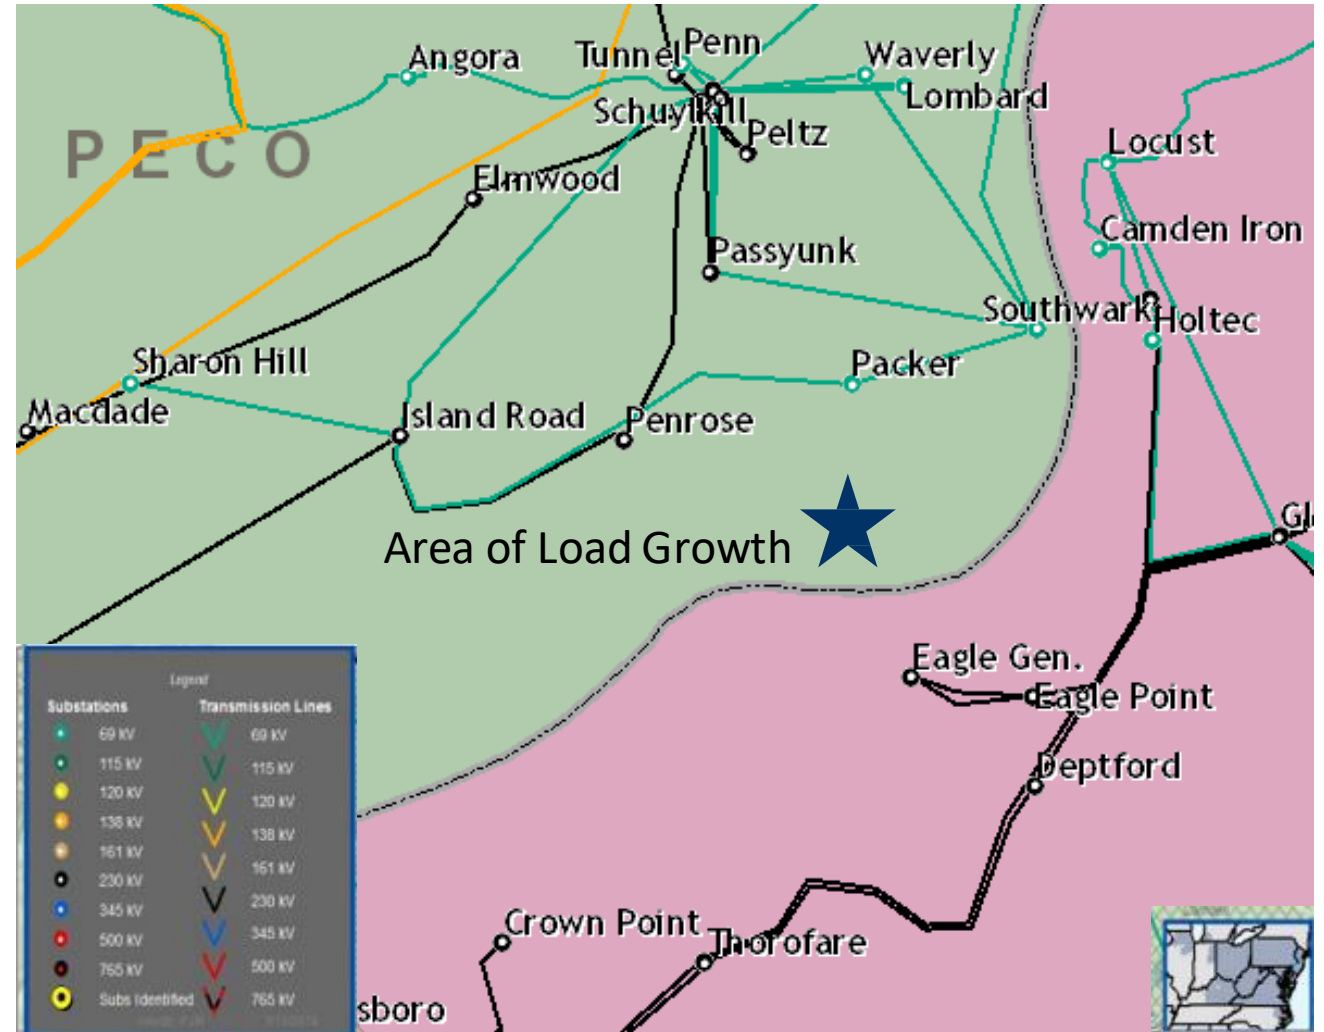 Angora
Tunnel
Penn
Waverly
Lombard
Schuylkill
Peltz
PECO
Elmwood
Locust
Camden Iron
Passyunk
Southwark
Holtec
Sharon Hill
Packer
Macdade
Island Road
Penrose
Gl
Area of Load Growth
Eagle Gen.
Eagle Point
Deptford
Crown Point
Thorofare
sboro
Legend
Substations
69 kV
115 kV
120 kV
138 kV
161 kV
230 kV
345 kV
500 kV
765 kV
Subs Identified
Transmission Lines
69 kV
115 kV
120 kV
138 kV
161 kV
230 kV
345 kV
500 kV
765 kV